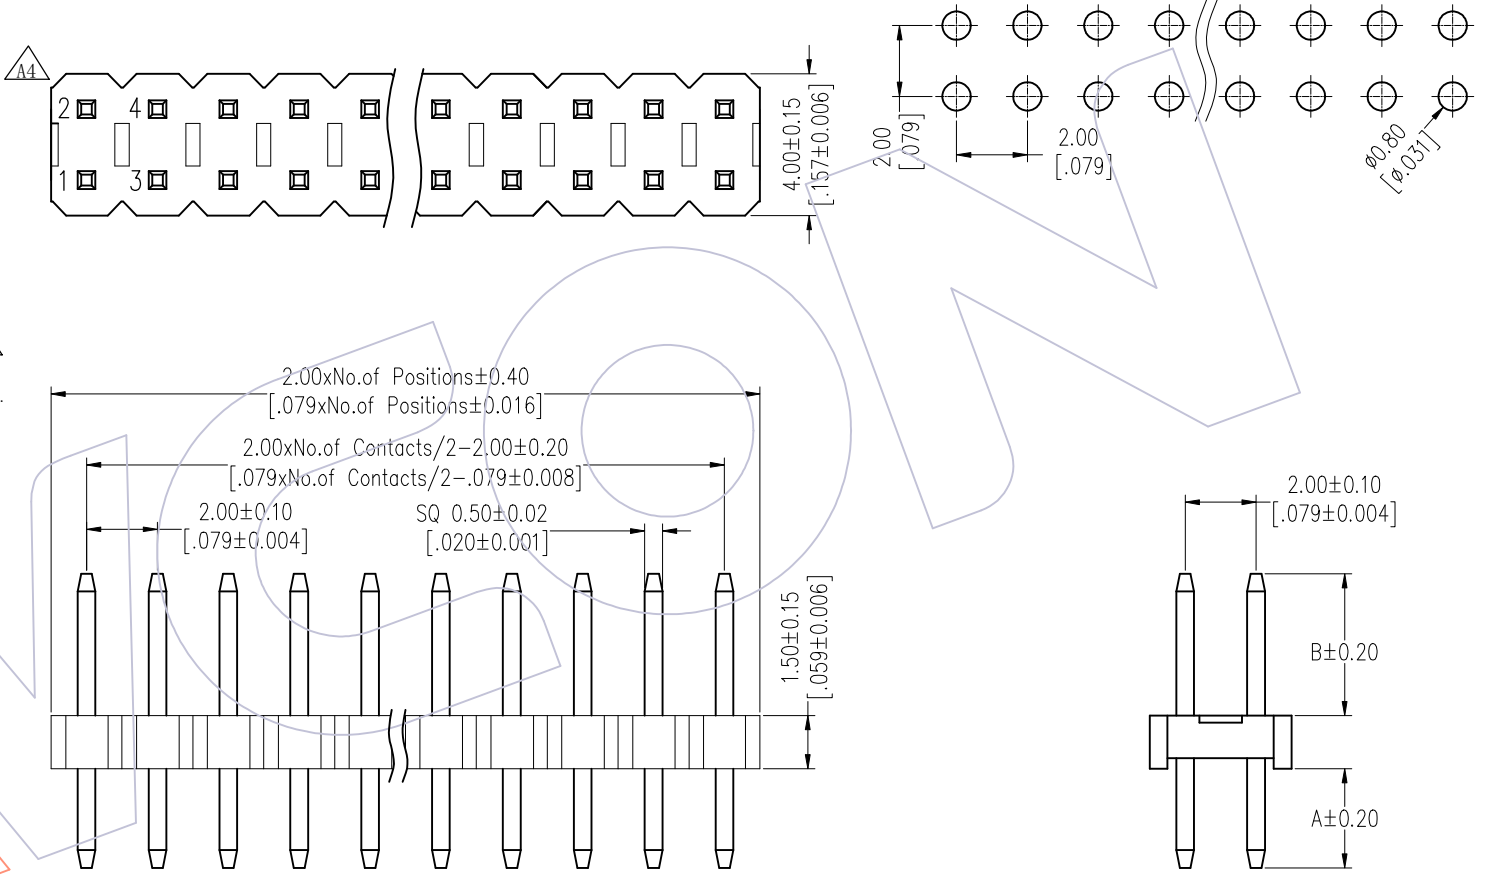 A4
2 4
1 3
4.00±0.15
[.157±0.006]
2.00
[.079]
2.00
[.079]
ø0.80
[ø.031]
2.00xNo.of Positions±0.40
[.079xNo.of Positions±0.016]
2.00xNo.of Contacts/2-2.00±0.20
[.079xNo.of Contacts/2-.079±0.008]
2.00±0.10
[.079±0.004]
SQ 0.50±0.02
[.020±0.001]
1.50±0.15
[.059±0.006]
2.00±0.10
[.079±0.004]
B±0.20
A±0.20
CON